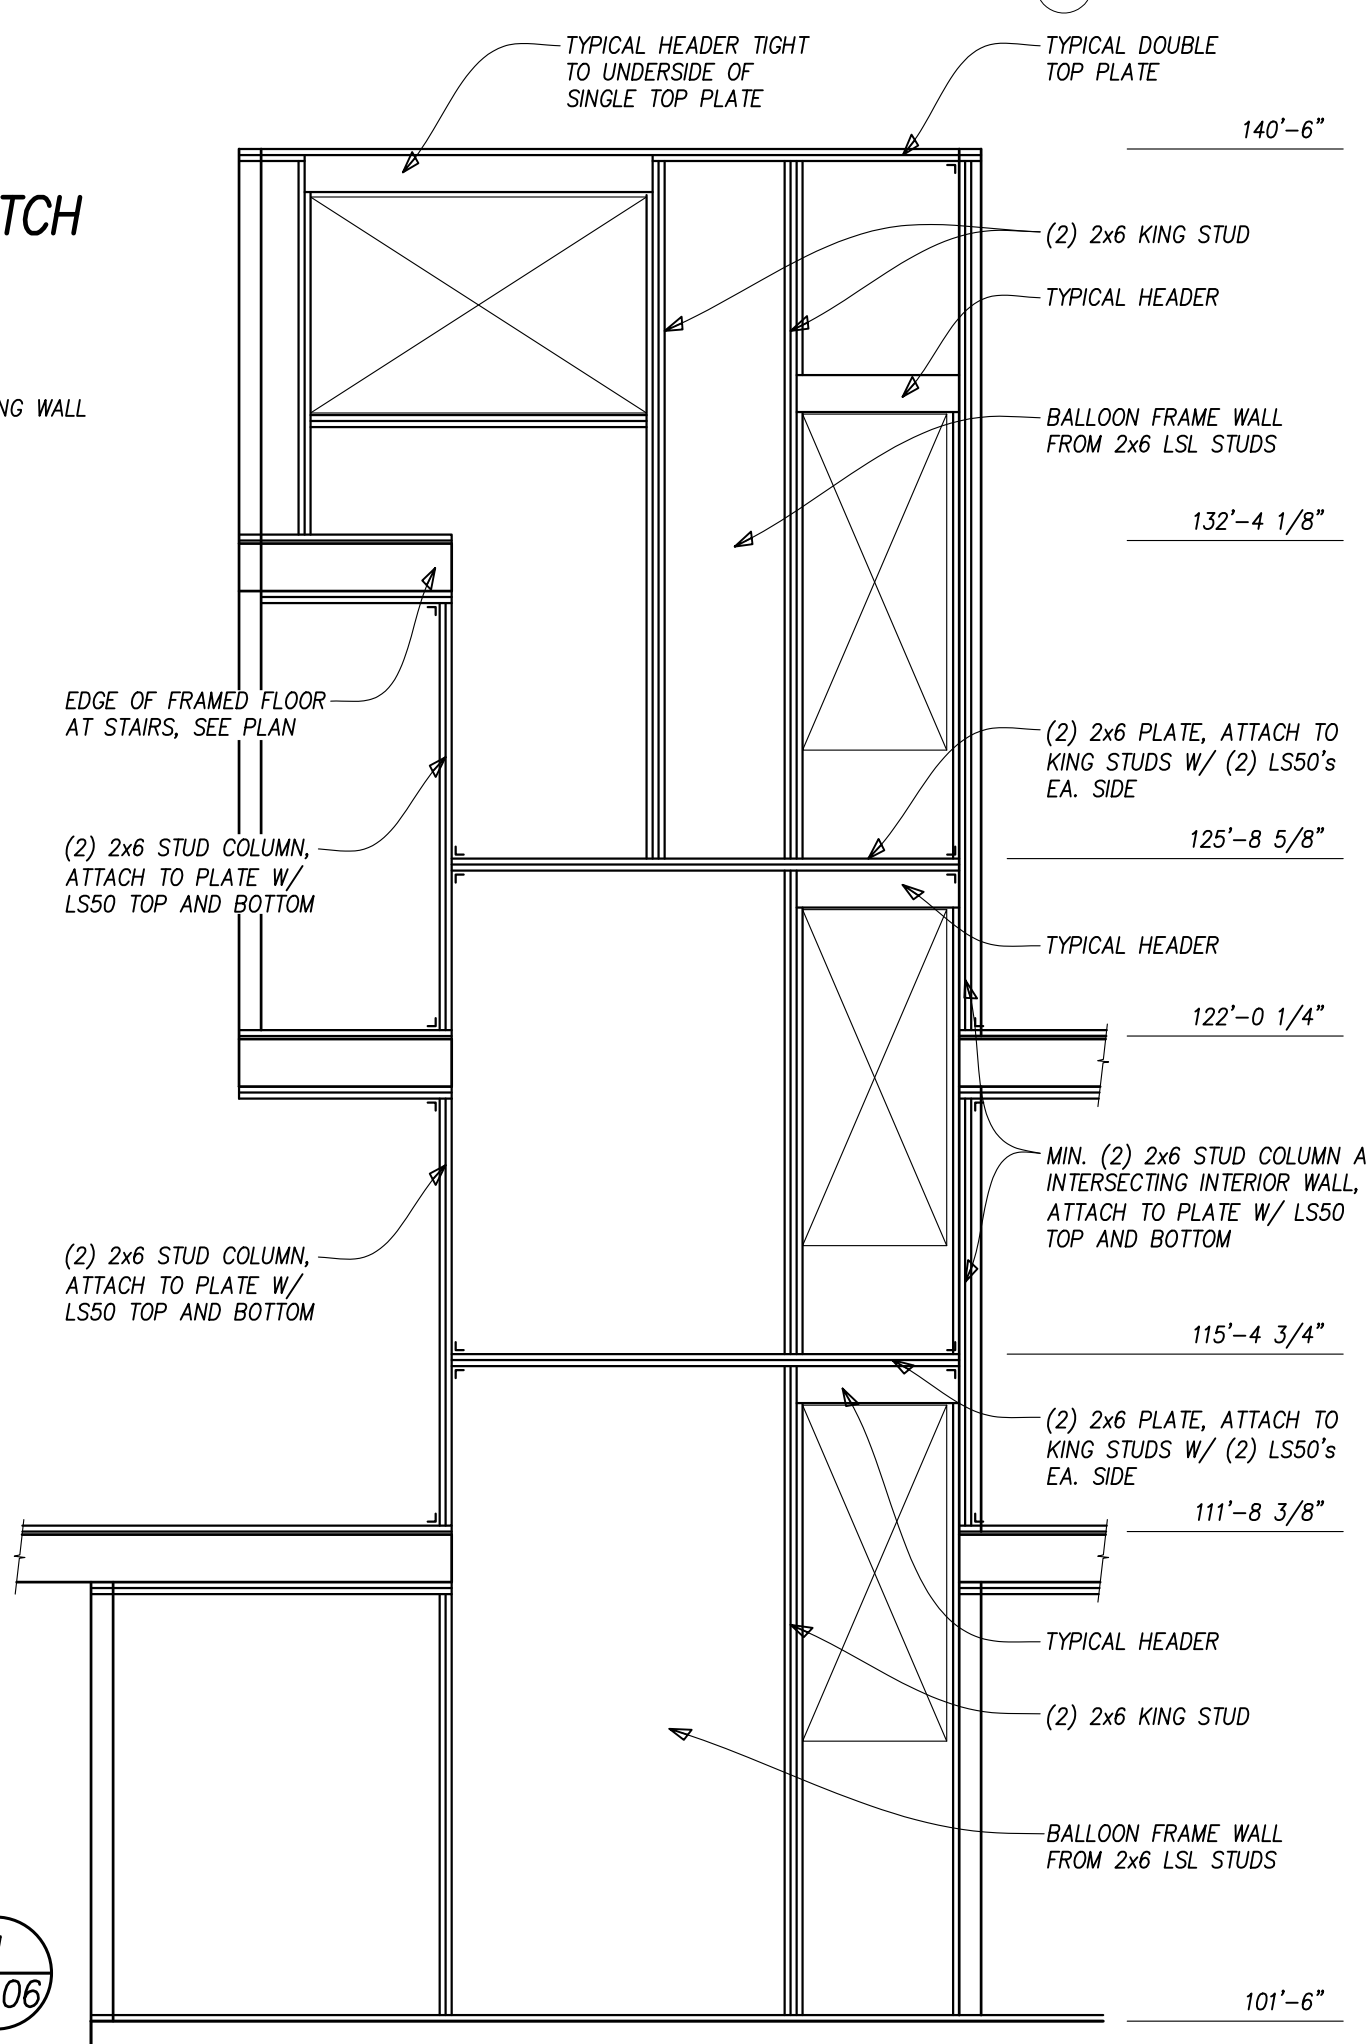 TYPICAL HEADER TIGHT
TO UNDERSIDE OF
SINGLE TOP PLATE
TYPICAL DOUBLE
TOP PLATE
140'-6"
TCH
(2) 2x6 KING STUD
TYPICAL HEADER
NG WALL
BALLOON FRAME WALL
FROM 2x6 LSL STUDS
132'-4 1/8"
EDGE OF FRAMED FLOOR
AT STAIRS, SEE PLAN
(2) 2x6 PLATE, ATTACH TO
KING STUDS W/ (2) LS50's
EA. SIDE
125'-8 5/8"
(2) 2x6 STUD COLUMN,
ATTACH TO PLATE W/
LS50 TOP AND BOTTOM
TYPICAL HEADER
122'-0 1/4"
MIN. (2) 2x6 STUD COLUMN A
INTERSECTING INTERIOR WALL,
ATTACH TO PLATE W/ LS50
TOP AND BOTTOM
(2) 2x6 STUD COLUMN,
ATTACH TO PLATE W/
LS50 TOP AND BOTTOM
115'-4 3/4"
(2) 2x6 PLATE, ATTACH TO
KING STUDS W/ (2) LS50's
EA. SIDE
111'-8 3/8"
TYPICAL HEADER
(2) 2x6 KING STUD
BALLOON FRAME WALL
FROM 2x6 LSL STUDS
06
101'-6"